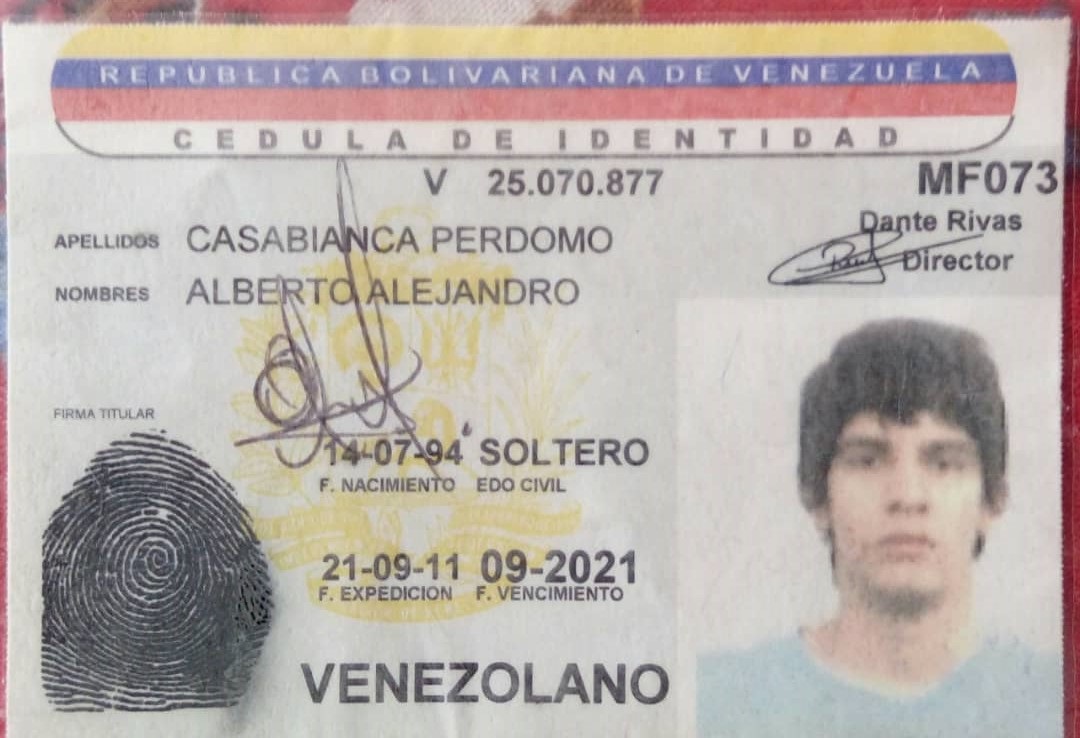 REPUBLICA BOLIVARIANA DE VENEZUELA
CEDULA DE IDENTIDAD
V 25.070.877 MF073
Dante Rivas
Director
APELLIDOS CASABIANCA PERDOMO
NOMBRES ALBERTO ALEJANDRO
FIRMA TITULAR
14-07-94 SOLTERO
F. NACIMIENTO EDO CIVIL
21-09-11 09-2021
F. EXPEDICION F. VENCIMIENTO
VENEZOLANO